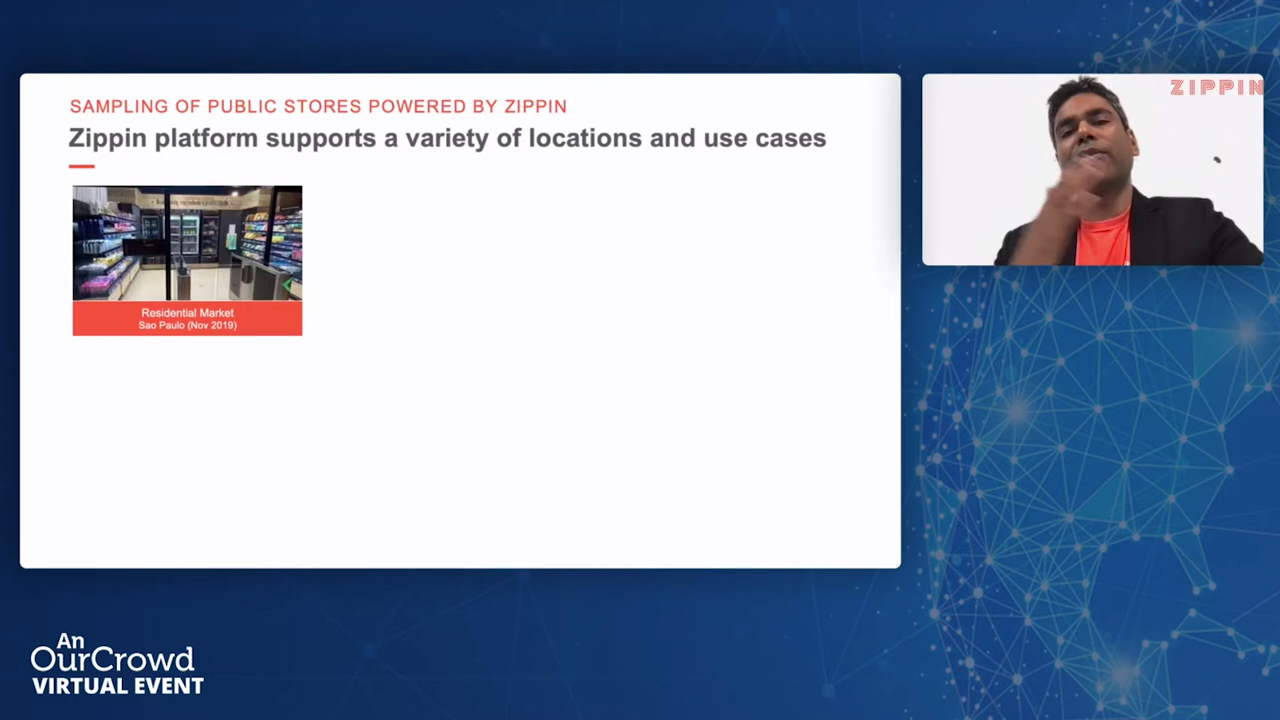 SAMPLING OF PUBLIC STORES POWERED BY ZIPPIN
Zippin platform supports a variety of locations and use cases
Residential Market
Sao Paulo (Nov 2019)
ZIPPIN
An
OurCrowd
VIRTUAL EVENT